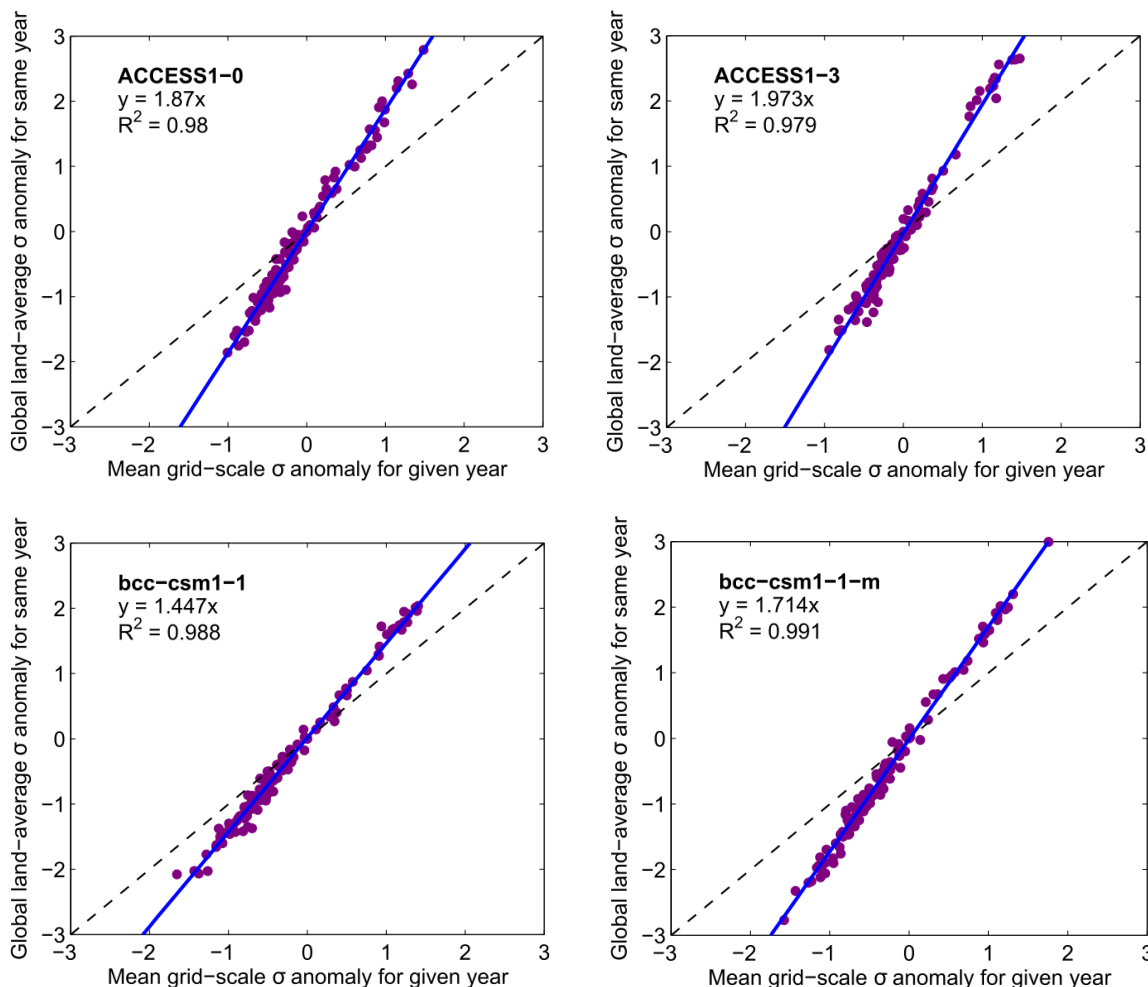 Global land−average σ anomaly for same year
3
2
1
0
−1
−2
−3
ACCESS1−0
y = 1.87x
R² = 0.98
−3 −2 −1 0 1 2 3
Mean grid−scale σ anomaly for given year
Global land−average σ anomaly for same year
3
2
1
0
−1
−2
−3
ACCESS1−3
y = 1.973x
R² = 0.979
−3 −2 −1 0 1 2 3
Mean grid−scale σ anomaly for given year
Global land−average σ anomaly for same year
3
2
1
0
−1
−2
−3
bcc−csm1−1
y = 1.447x
R² = 0.988
−3 −2 −1 0 1 2 3
Mean grid−scale σ anomaly for given year
Global land−average σ anomaly for same year
3
2
1
0
−1
−2
−3
bcc−csm1−1−m
y = 1.714x
R² = 0.991
−3 −2 −1 0 1 2 3
Mean grid−scale σ anomaly for given year